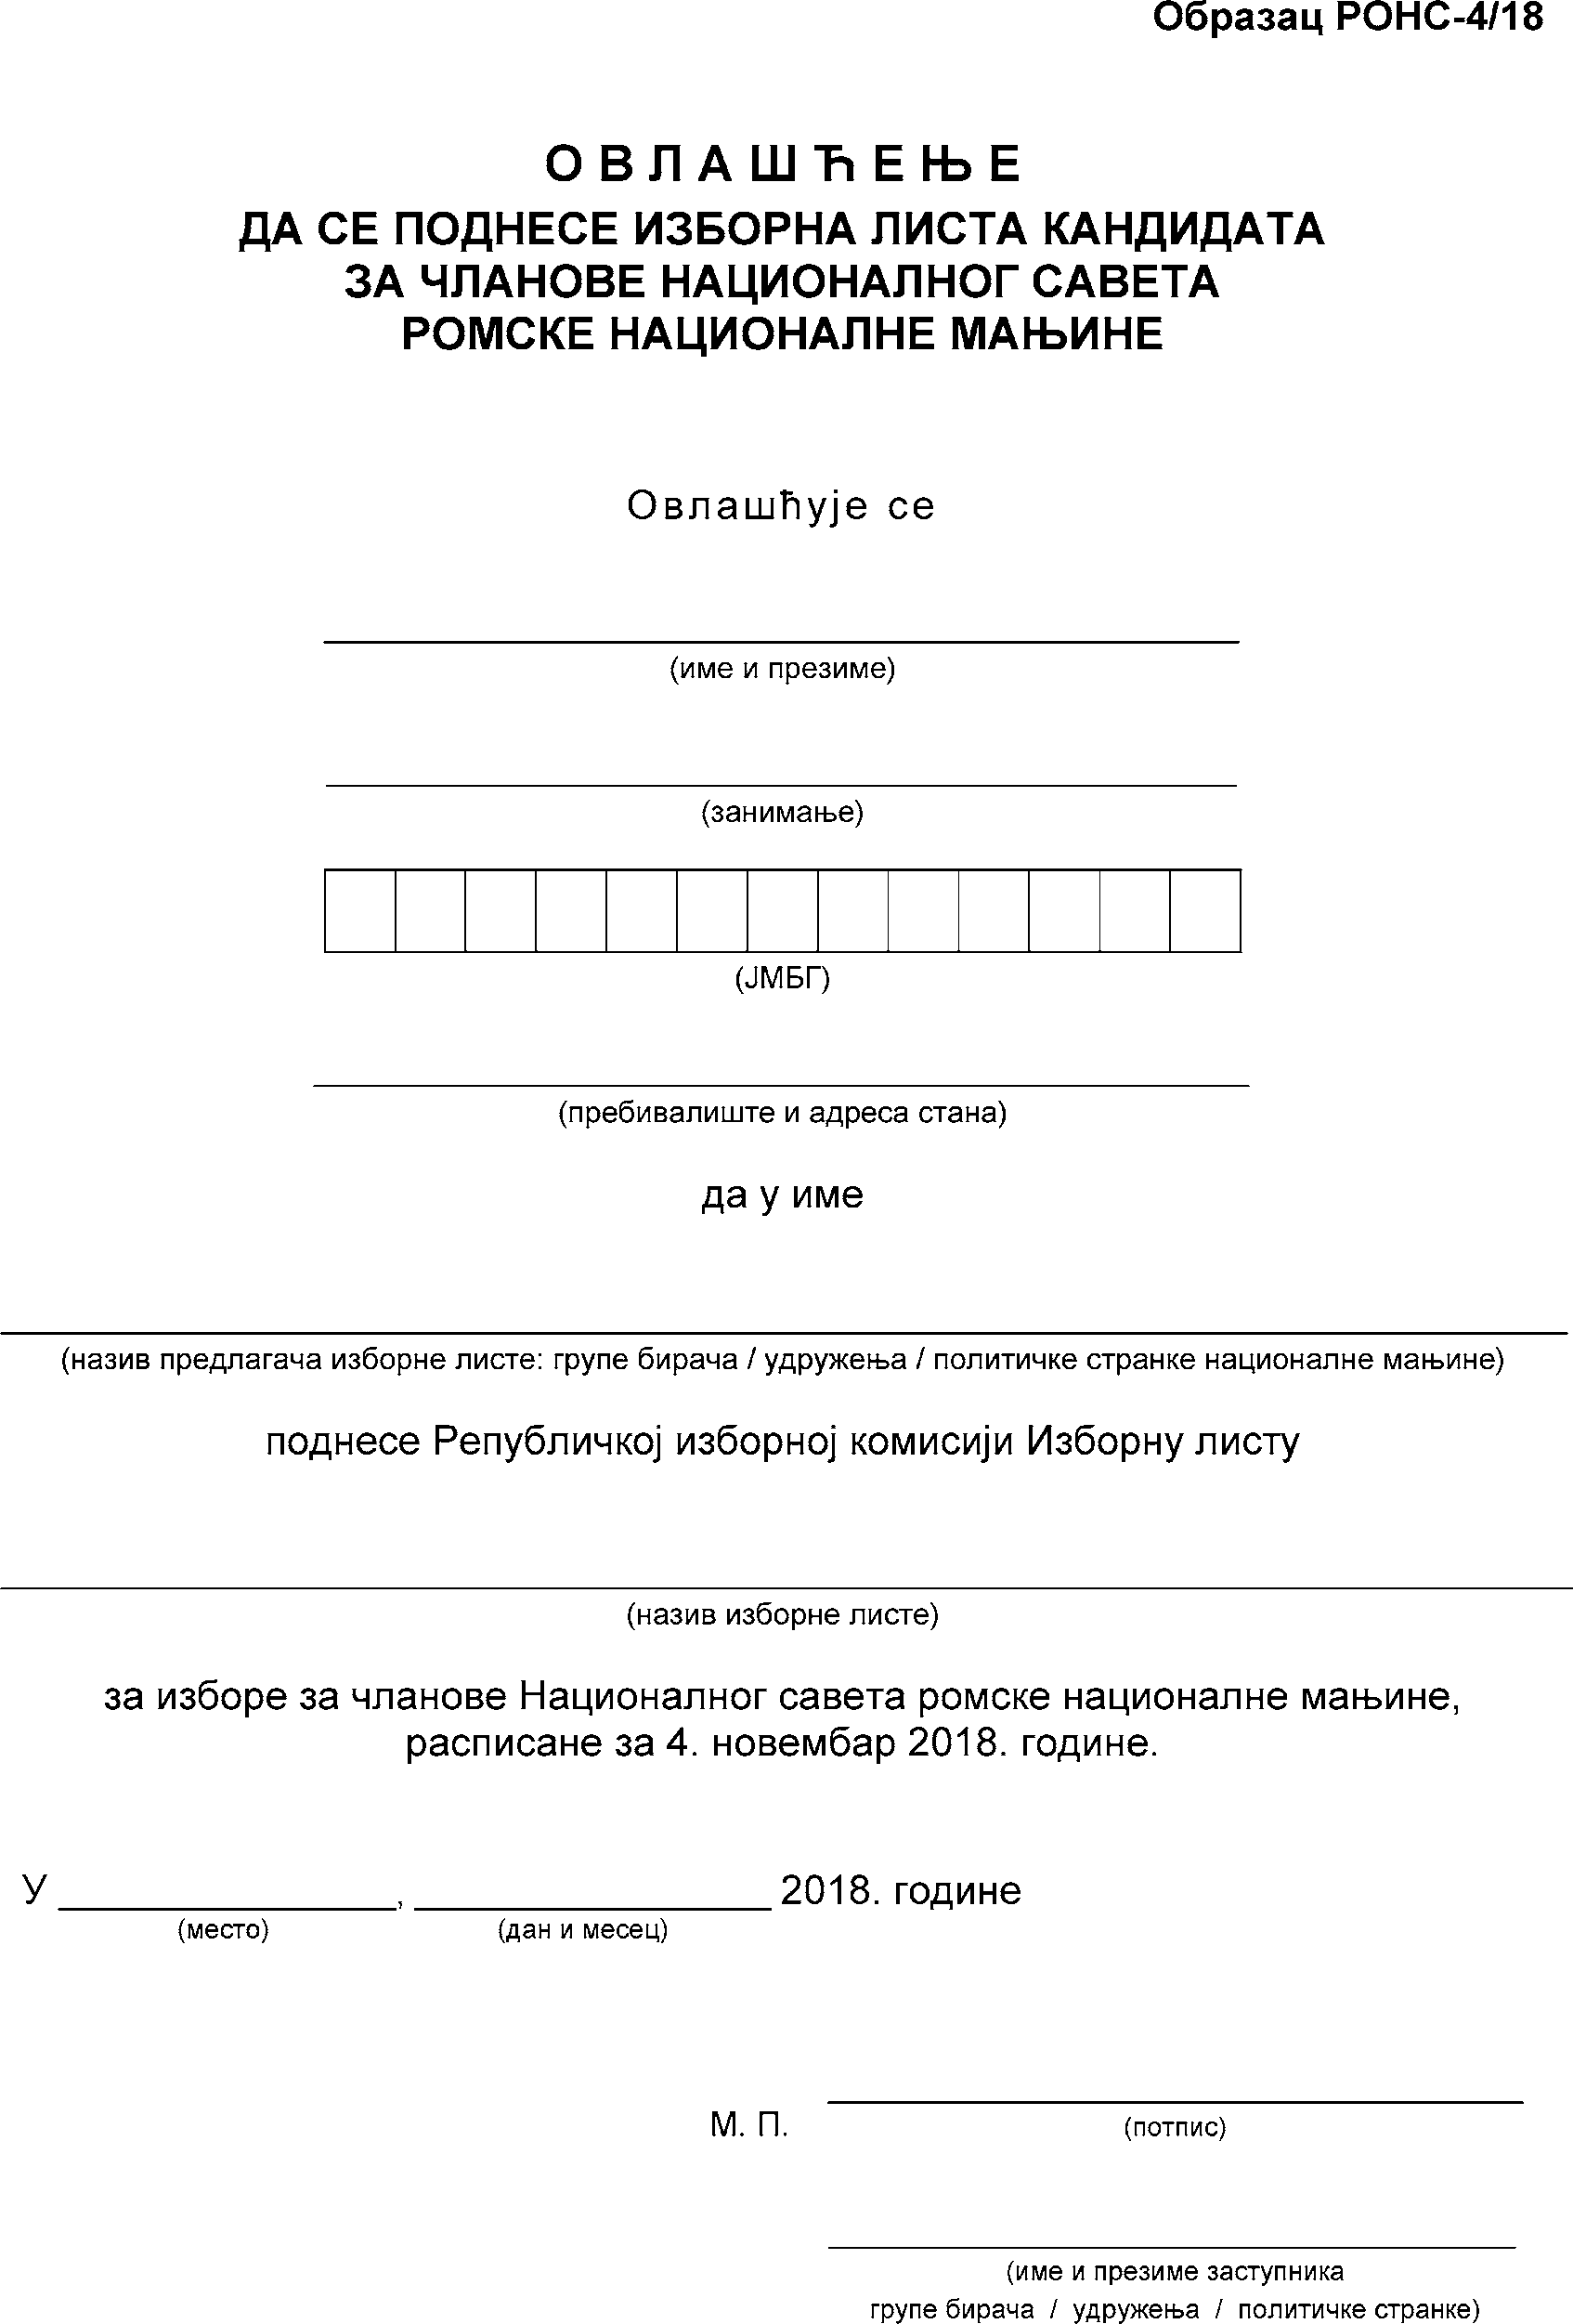 Образац РОНС-4/18
О В Л А Ш Ћ Е Њ Е
ДА СЕ ПОДНЕСЕ ИЗБОРНА ЛИСТА КАНДИДАТА
ЗА ЧЛАНОВЕ НАЦИОНАЛНОГ САВЕТА
РОМСКЕ НАЦИОНАЛНЕ МАЊИНЕ
Овлашћује се
(име и презиме)
(занимање)
(ЈМБГ)
(пребивалиште и адреса стана)
да у име
(назив предлагача изборне листе: групе бирача / удружења / политичке странке националне мањине)
поднесе Републичкој изборној комисији Изборну листу
(назив изборне листе)
за изборе за чланове Националног савета ромске националне мањине,
расписане за 4. новембар 2018. године.
У ________________, ________________ 2018. године
(место) (дан и месец)
М. П. (потпис)
(име и презиме заступника
групе бирача / удружења / политичке странке)